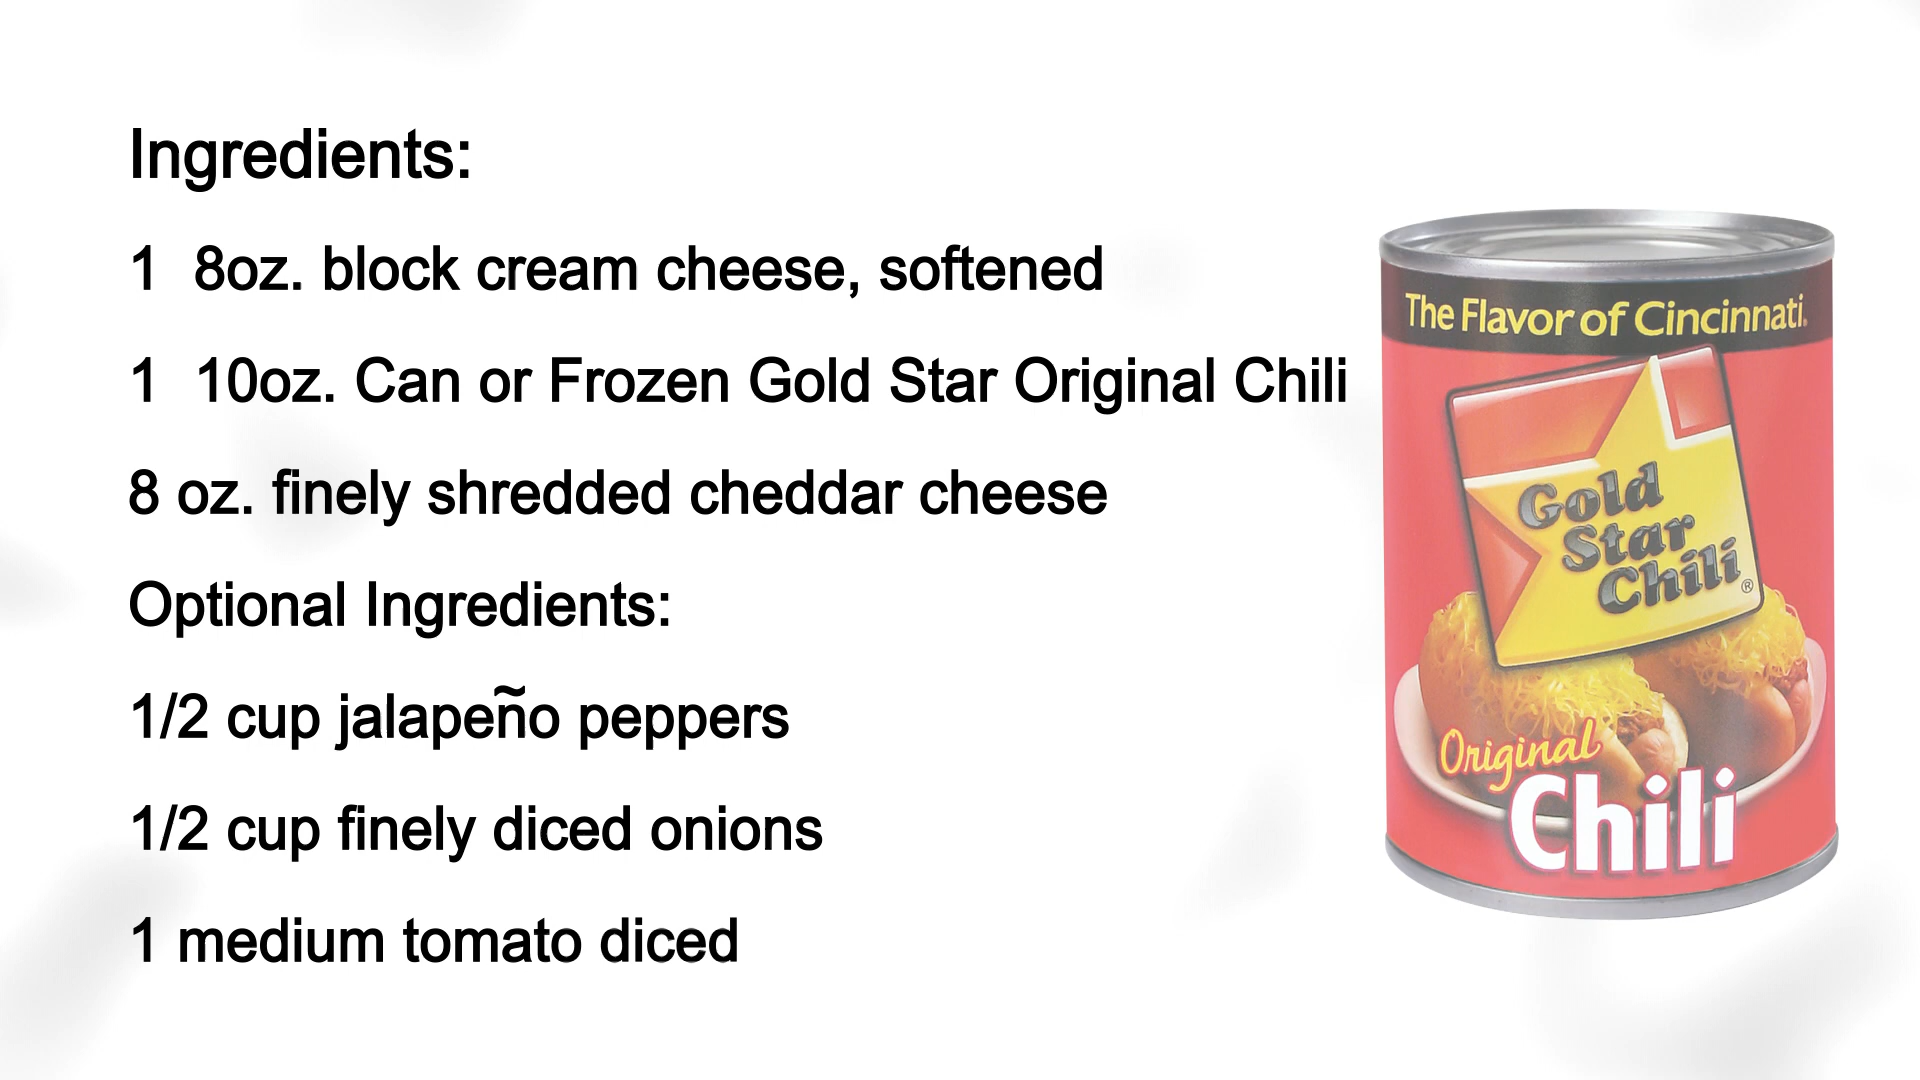 Ingredients:
1  8oz. block cream cheese, softened
1  10oz. Can or Frozen Gold Star Original Chili
8 oz. finely shredded cheddar cheese
Optional Ingredients:
1/2 cup jalapeño peppers
1/2 cup finely diced onions
1 medium tomato diced
The Flavor of Cincinnati.
Gold
Star
Chili®
Original
Chili